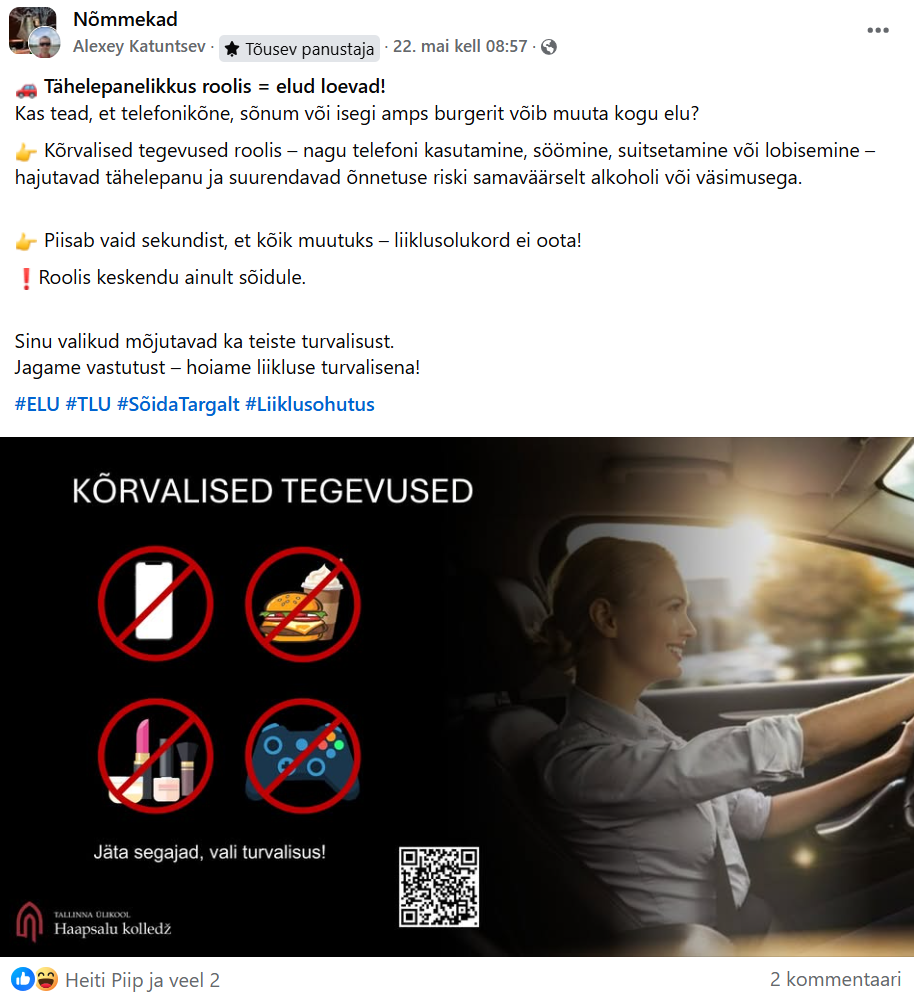 Nõmmekad
Alexey Katuntsev · Tõusev panustaja · 22. mai kell 08:57 ·
Tähelepanelikkus roolis = elud loevad!
Kas tead, et telefonikõne, sõnum või isegi amps burgerit võib muuta kogu elu?
Kõrvalised tegevused roolis – nagu telefoni kasutamine, söömine, suitsetamine või lobisemine –
hajutavad tähelepanu ja suurendavad õnnetuse riski samaväärselt alkoholi või väsimusega.
Piisab vaid sekundist, et kõik muutuks – liiklusolukord ei oota!
❗Roolis keskendu ainult sõidule.
Sinu valikud mõjutavad ka teiste turvalisust.
Jagame vastutust – hoiame liikluse turvalisena!
#ELU #TLU #SõidaTargalt #Liiklusohutus
KÕRVALISED TEGEVUSED
Jäta segajad, vali turvalisus!
TALLINNA ÜLIKOOL
Haapsalu kolledž
Heiti Piip ja veel 2
2 kommentaari